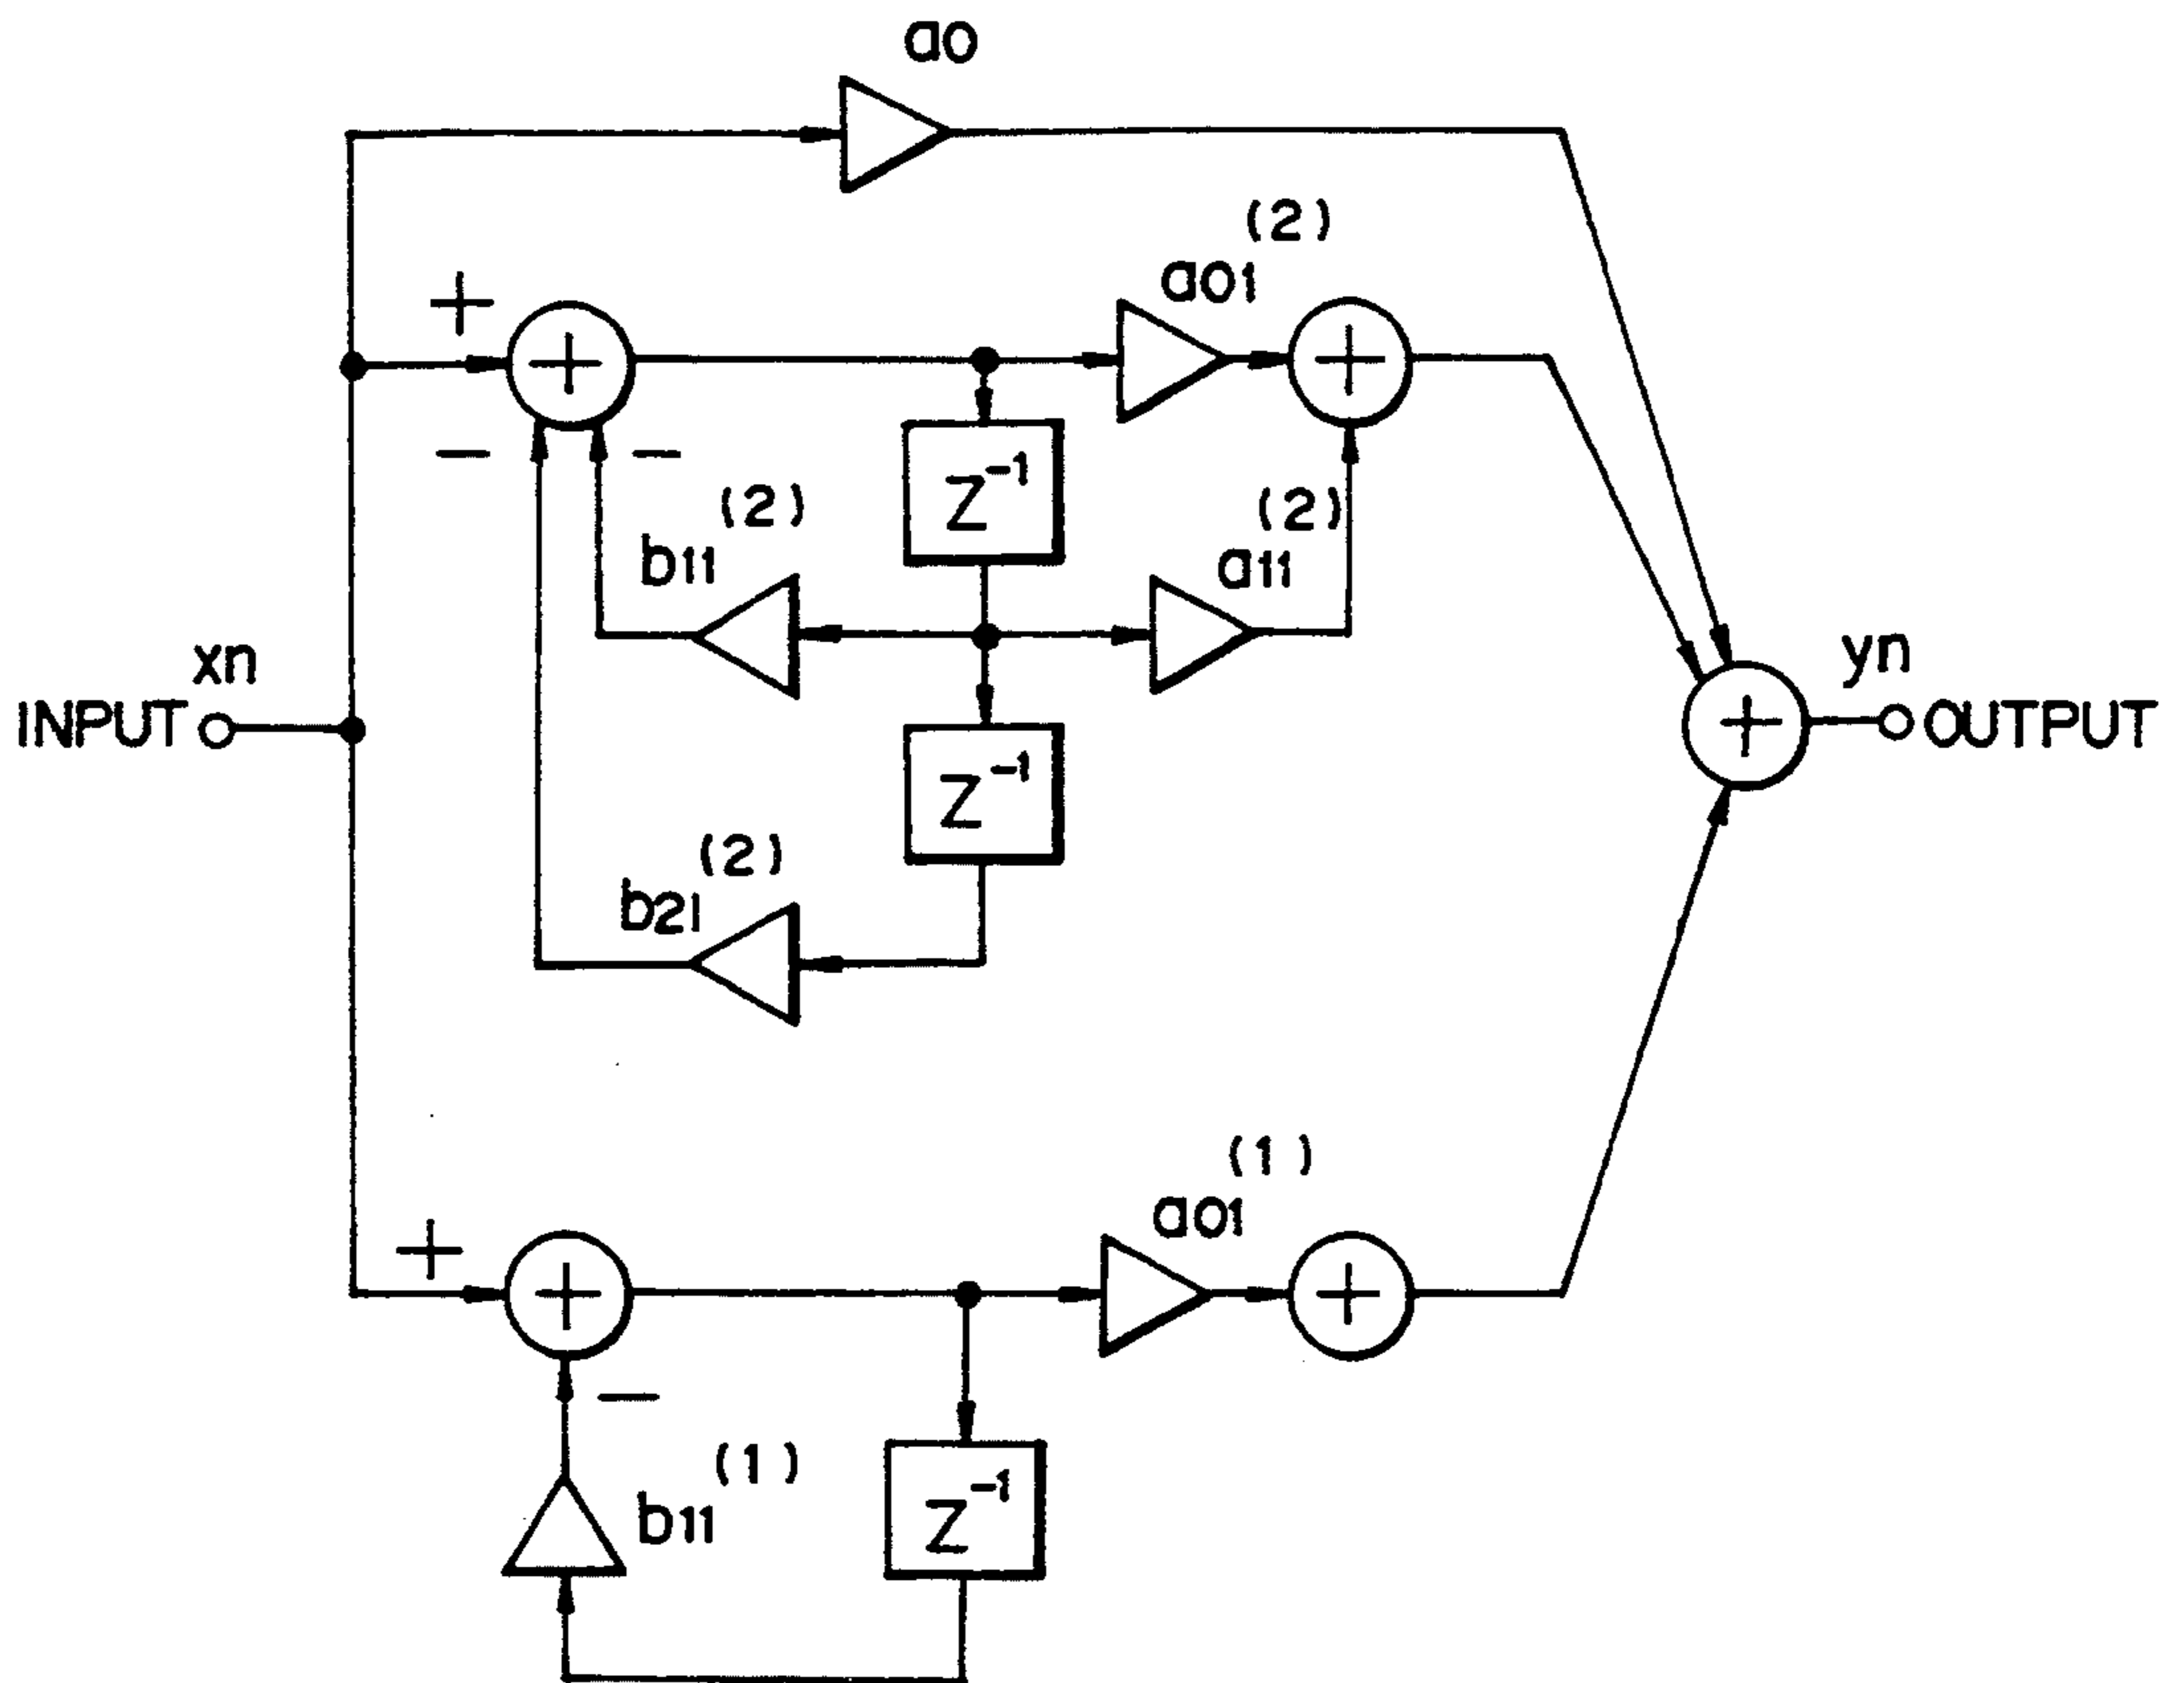 a0
+
+
a01(2)
+
−
−
Z-1
b11(2)
a11(2)
xn
INPUT
yn
+
OUTPUT
Z-1
b21(2)
+
+
a01(1)
+
−
b11(1)
Z-1